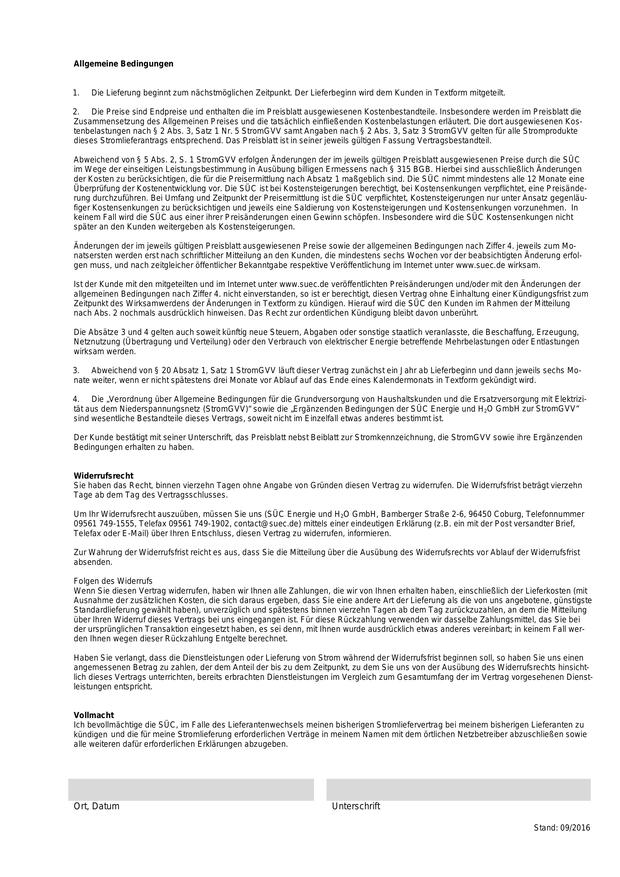 Allgemeine Bedingungen
1. Die Lieferung beginnt zum nächstmöglichen Zeitpunkt. Der Lieferbeginn wird dem Kunden in Textform mitgeteilt.
2. Die Preise sind Endpreise und enthalten die im Preisblatt ausgewiesenen Kostenbestandteile. Insbesondere werden im Preisblatt die
Zusammensetzung des Allgemeinen Preises und die tatsächlich einfließenden Kostenbelastungen erläutert. Die dort ausgewiesenen Kos-
tenbelastungen nach § 2 Abs. 3, Satz 1 Nr. 5 StromGVV samt Angaben nach § 2 Abs. 3, Satz 3 StromGVV gelten für alle Stromprodukte
dieses Stromlieferantrags entsprechend. Das Preisblatt ist in seiner jeweils gültigen Fassung Vertragsbestandteil.
Abweichend von § 5 Abs. 2, S. 1 StromGVV erfolgen Änderungen der im jeweils gültigen Preisblatt ausgewiesene Preise durch die SÜC
im Wege der einseitigen Leistungsbestimmung in Ausübung billigen Ermessens nach § 315 BGB. Hierbei sind ausschließlich Änderungen
der Kosten zu berücksichtigen, die für die Preisermittlung nach Absatz 1 maßgeblich sind. Die SÜC nimmt mindestens alle 12 Monate eine
Überprüfung der Kostenentwicklung vor. Die SÜC ist bei Kostensteigerungen berechtigt, bei Kostensenkungen verpflichtet, eine Preisände-
rung durchzuführen. Bei Umfang und Zeitpunkt der Preisermittlung ist die SÜC verpflichtet, Kostensteigerungen nur unter Ansatz gegenläu-
figer Kostensenkungen zu berücksichtigen und jeweils eine Saldierung von Kostensteigerungen und Kostensenkungen vorzunehmen. In
keinem Fall wird die SÜC aus einer ihrer Preisänderungen einen Gewinn schöpfen. Insbesondere wird die SÜC Kostensenkungen nicht
später an den Kunden weitergeben als Kostensteigerungen.
Änderungen der im jeweils gültigen Preisblatt ausgewiesene Preise sowie der allgemeinen Bedingungen nach Ziffer 4. jeweils zum Mo-
natsersten werden erst nach schriftlicher Mitteilung an den Kunden, die mindestens sechs Wochen vor der beabsichtigten Änderung erfol-
gen muss, und nach zeitgleicher öffentlicher Bekanntgabe respektive Veröffentlichung im Internet unter www.suec.de wirksam.
Ist der Kunde mit den mitgeteilten und im Internet unter www.suec.de veröffentlichten Preisänderungen und/oder mit den Änderungen der
allgemeinen Bedingungen nach Ziffer 4. nicht einverstanden, so ist er berechtigt, diesen Vertrag ohne Einhaltung einer Kündigungsfrist zum
Zeitpunkt des Wirksamwerdens der Änderungen in Textform zu kündigen. Hierauf wird die SÜC den Kunden im Rahmen der Mitteilung
nach Abs. 2 nochmals ausdrücklich hinweisen. Das Recht zur ordentlichen Kündigung bleibt davon unberührt.
Die Absätze 3 und 4 gelten auch soweit künftig neue Steuern, Abgaben oder sonstige staatlich veranlasste, die Beschaffung, Erzeugung,
Netznutzung (Übertragung und Verteilung) oder den Verbrauch von elektrischer Energie betreffende Mehrbelastungen oder Entlastungen
wirksam werden.
3. Abweichend von § 20 Absatz 1, Satz 1 StromGVV läuft dieser Vertrag zunächst ein Jahr ab Lieferbeginn und dann jeweils sechs Mo-
nate weiter, wenn er nicht spätestens drei Monate vor Ablauf auf das Ende eines Kalendermonats in Textform gekündigt wird.
4. Die „Verordnung über Allgemeine Bedingungen für die Grundversorgung von Haushaltskunden und die Ersatzversorgung mit Elektrizi-
tät aus dem Niederspannungsnetz (StromGVV)“ sowie die „Ergänzenden Bedingungen der SÜC Energie und H₂O GmbH zur StromGVV“
sind wesentliche Bestandteile dieses Vertrags, soweit nicht im Einzelfall etwas anderes bestimmt ist.
Der Kunde bestätigt mit seiner Unterschrift, das Preisblatt nebst Beiblatt zur Stromkennzeichnung, die StromGVV sowie ihre Ergänzenden
Bedingungen erhalten zu haben.
Widerrufsrecht
Sie haben das Recht, binnen vierzehn Tagen ohne Angabe von Gründen diesen Vertrag zu widerrufen. Die Widerrufsfrist beträgt vierzehn
Tage ab dem Tag des Vertragsschlusses.
Um Ihr Widerrufsrecht auszuüben, müssen Sie uns (SÜC Energie und H₂O GmbH, Bamberger Straße 2-6, 96450 Coburg, Telefonnummer
09561 749-1555, Telefax 09561 749-1902, contact@suec.de) mittels einer eindeutigen Erklärung (z.B. ein mit der Post versandter Brief,
Telefax oder E-Mail) über Ihren Entschluss, diesen Vertrag zu widerrufen, informieren.
Zur Wahrung der Widerrufsfrist reicht es aus, dass Sie die Mitteilung über die Ausübung des Widerrufsrechts vor Ablauf der Widerrufsfrist
absenden.
Folgen des Widerrufs
Wenn Sie diesen Vertrag widerrufen, haben wir Ihnen alle Zahlungen, die wir von Ihnen erhalten haben, einschließlich der Lieferkosten (mit
Ausnahme der zusätzlichen Kosten, die sich daraus ergeben, dass Sie eine andere Art der Lieferung als die von uns angebotene, günstigste
Standardlieferung gewählt haben), unverzüglich und spätestens binnen vierzehn Tagen ab dem Tag zurückzuzahlen, an dem die Mitteilung
über Ihren Widerruf dieses Vertrags bei uns eingegangen ist. Für diese Rückzahlung verwenden wir dasselbe Zahlungsmittel, das Sie bei
der ursprünglichen Transaktion eingesetzt haben, es sei denn, mit Ihnen wurde ausdrücklich etwas anderes vereinbart; in keinem Fall wer-
den Ihnen wegen dieser Rückzahlung Entgelte berechnet.
Haben Sie verlangt, dass die Dienstleistungen oder Lieferung von Strom während der Widerrufsfrist beginnen soll, so haben Sie uns einen
angemessenen Betrag zu zahlen, der dem Anteil der bis zu dem Zeitpunkt, zu dem Sie uns von der Ausübung des Widerrufsrechts hinsicht-
lich dieses Vertrags unterrichten, bereits erbrachten Dienstleistungen im Vergleich zum Gesamtumfang der im Vertrag vorgesehenen Dienst-
leistungen entspricht.
Vollmacht
Ich bevollmächtige die SÜC, im Falle des Lieferantenwechsels meinen bisherigen Stromliefervertrag bei meinem bisherigen Lieferanten zu
kündigen und die für meine Stromlieferung erforderlichen Verträge in meinem Namen mit dem örtlichen Netzbetreiber abzuschließen sowie
alle weiteren dafür erforderlichen Erklärungen abzugeben.
Ort, Datum
Unterschrift
Stand: 09/2016